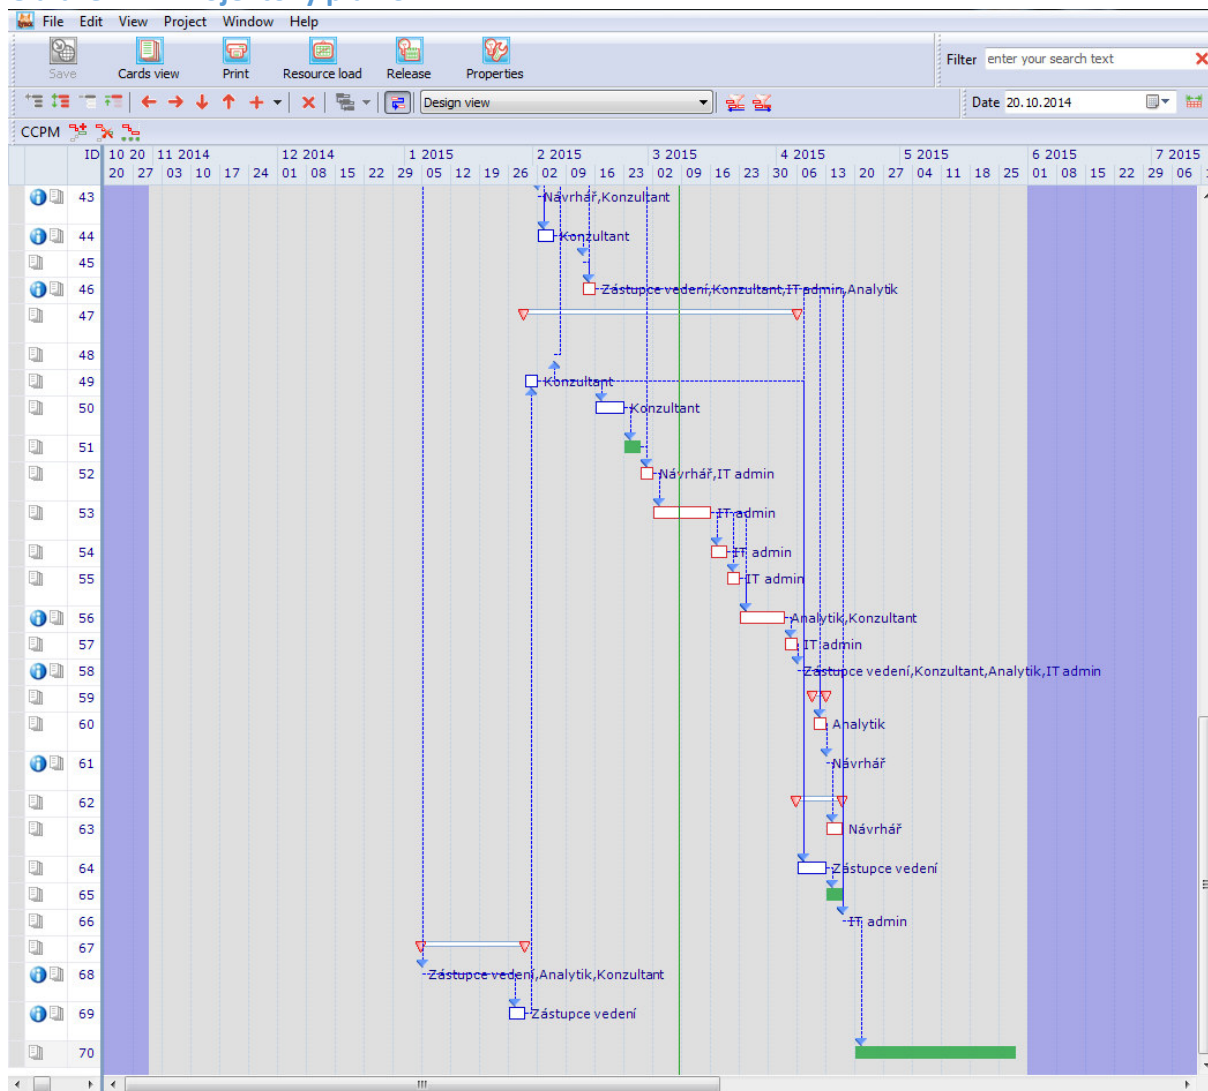 File Edit View Project Window Help
Save Cards view Print Resource load Release Properties
Filter enter your search text
Design view
Date 20.10.2014
CCPM
ID 10 20 11 2014 12 2014 1 2015 2 2015 3 2015 4 2015 5 2015 6 2015 7 2015
20 27 03 10 17 24 01 08 15 22 29 05 12 19 26 02 09 16 23 02 09 16 23 30 06 13 20 27 04 11 18 25 01 08 15 22 29 06
43 Návrhář,Konzultant
44 Konzultant
45
46 Zástupce vedení,Konzultant,IT admin,Analytik
47
48
49 Konzultant
50 Konzultant
51
52 Návrhář,IT admin
53 IT admin
54 IT admin
55 IT admin
56 Analytik,Konzultant
57 IT admin
58 Zástupce vedení,Konzultant,Analytik,IT admin
59
60 Analytik
61 Návrhář
62
63 Návrhář
64 Zástupce vedení
65
66 IT admin
67
68 Zástupce vedení,Analytik,Konzultant
69 Zástupce vedení
70